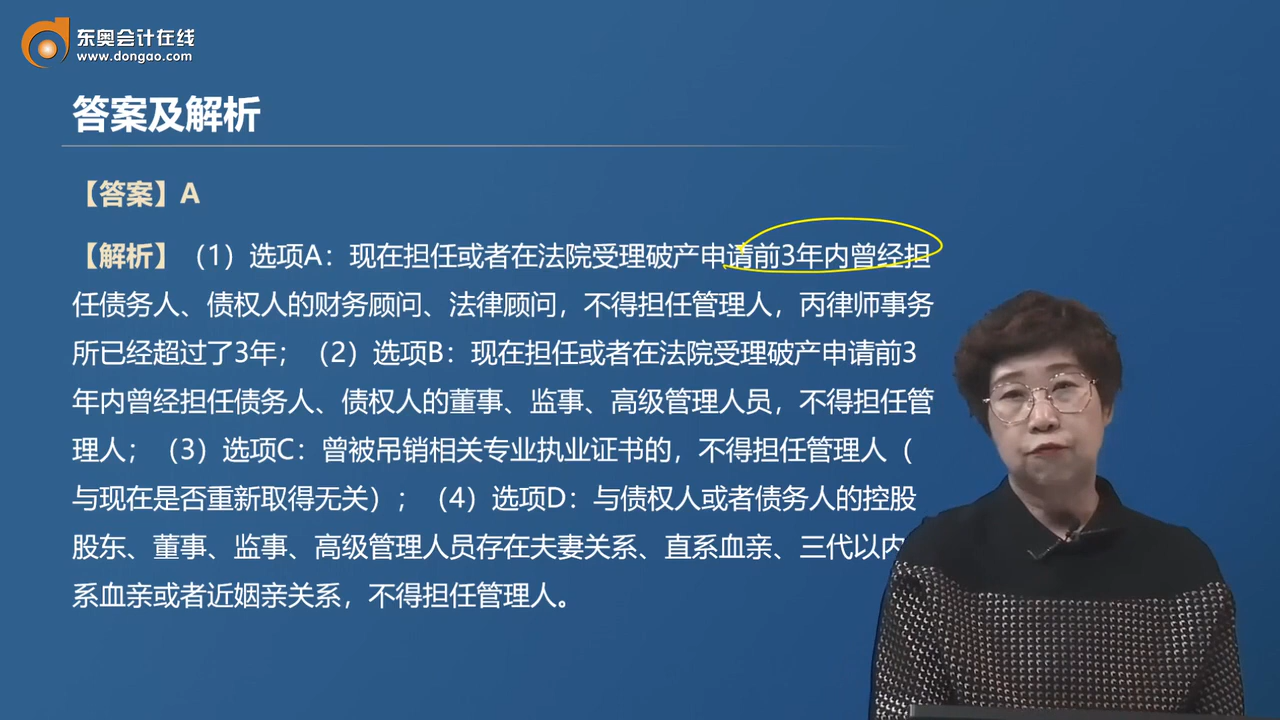 东奥会计在线
www.dongao.com
答案及解析
【答案】A
【解析】（1）选项A：现在担任或者在法院受理破产申请前3年内曾经担
任债务人、债权人的财务顾问、法律顾问，不得担任管理人，丙律师事务
所已经超过了3年；（2）选项B：现在担任或者在法院受理破产申请前3
年内曾经担任债务人、债权人的董事、监事、高级管理人员，不得担任管
理人；（3）选项C：曾被吊销相关专业执业证书的，不得担任管理人（
与现在是否重新取得无关）；（4）选项D：与债权人或者债务人的控股
股东、董事、监事、高级管理人员存在夫妻关系、直系血亲、三代以内
系血亲或者近姻亲关系，不得担任管理人。